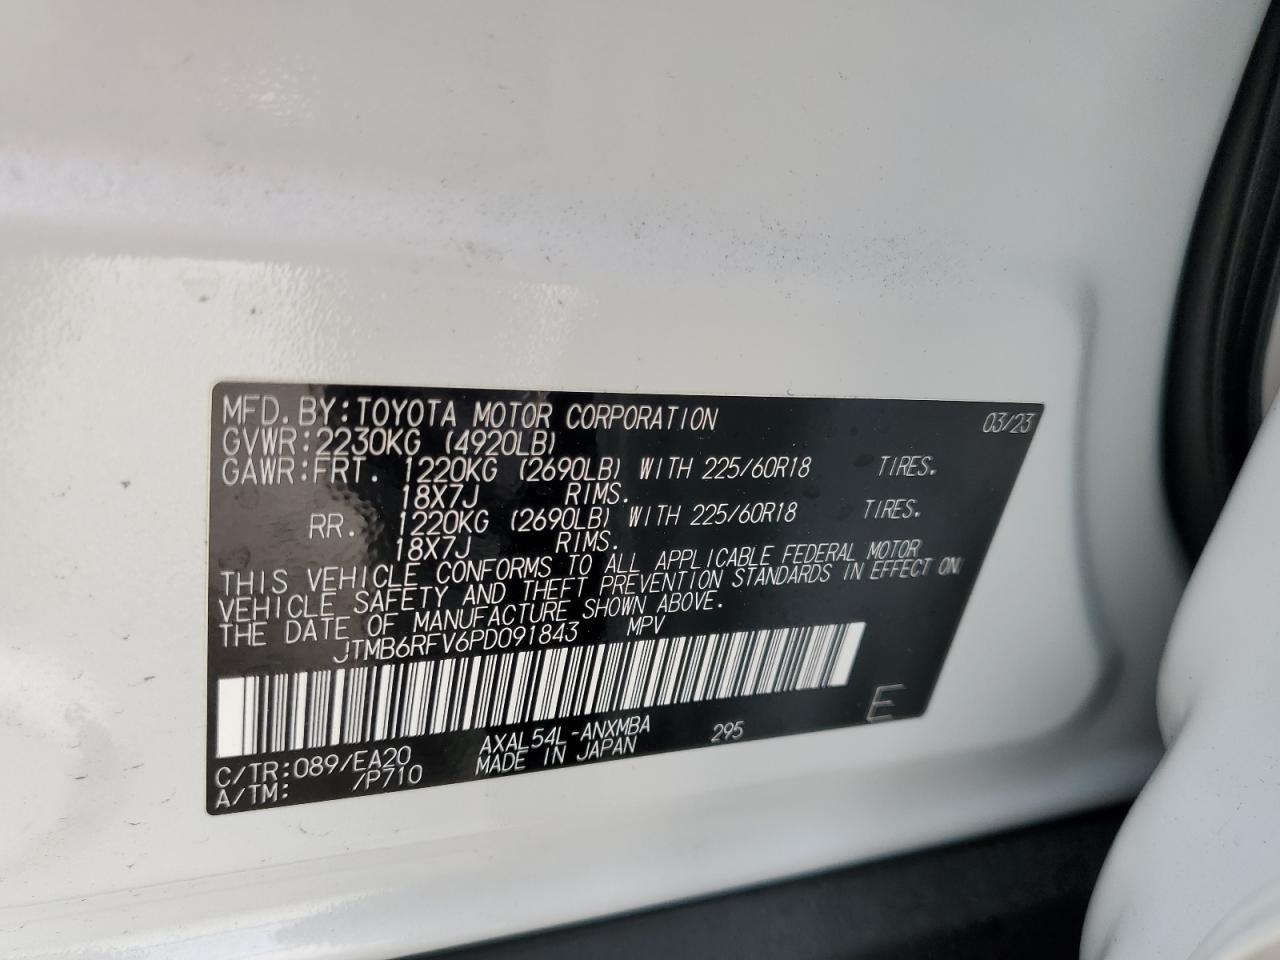 MFD.BY:TOYOTA MOTOR CORPORATION 03/23
GVWR:2230KG (4920LB)
GAWR:FRT. 1220KG (2690LB) WITH 225/60R18 TIRES.
18X7J RIMS.
RR. 1220KG (2690LB) WITH 225/60R18 TIRES.
18X7J RIMS.
THIS VEHICLE CONFORMS TO ALL APPLICABLE FEDERAL MOTOR
VEHICLE SAFETY AND THEFT PREVENTION STANDARDS IN EFFECT ON
THE DATE OF MANUFACTURE SHOWN ABOVE.
JTMB6RFV6PD091843 MPV
E
C/TR:089/EA20 AXAL54L-ANXMBA 295
A/TM: /P710 MADE IN JAPAN